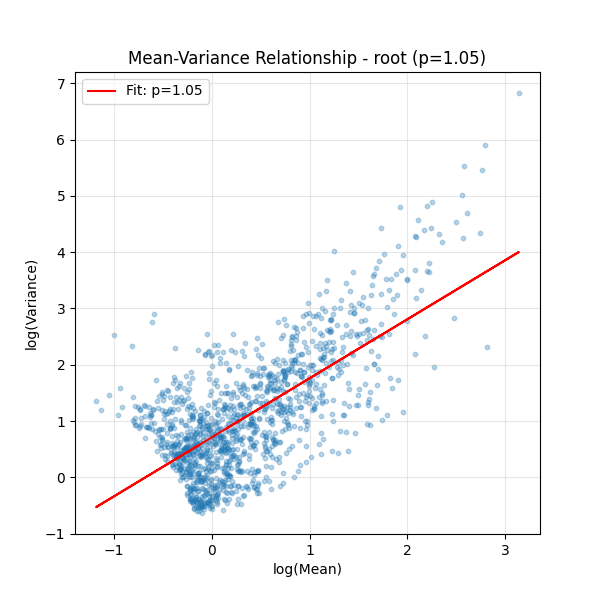 Mean-Variance Relationship - root (p=1.05)
Fit: p=1.05
log(Variance)
7
6
5
4
3
2
1
0
−1
−1 0 1 2 3
log(Mean)